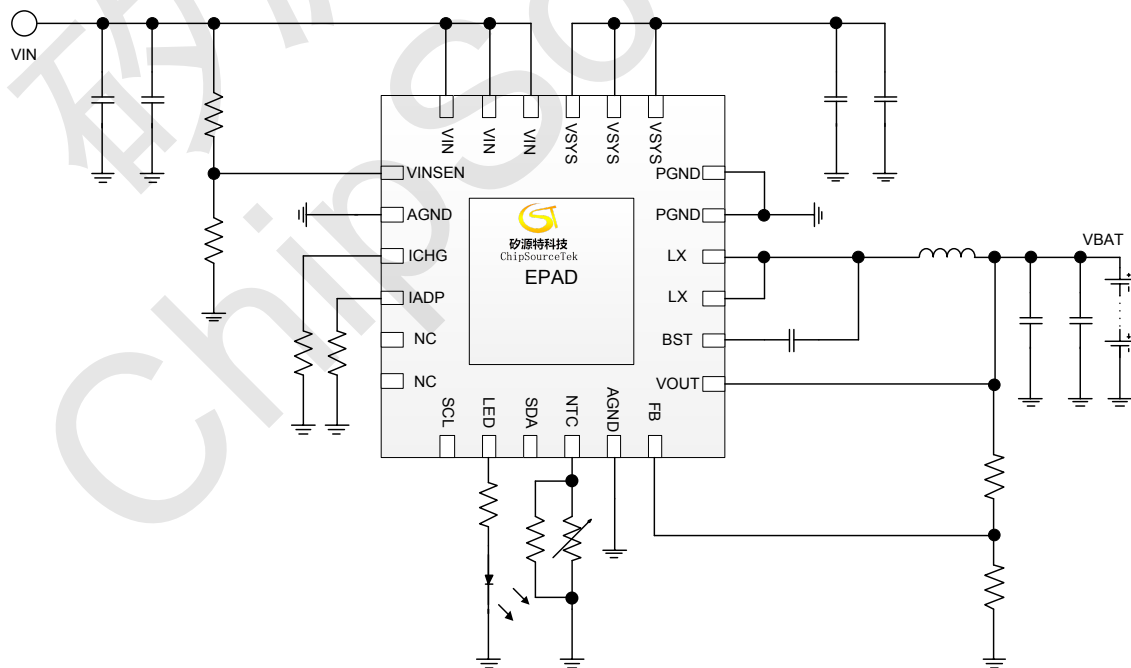 VIN
VIN
VIN
VIN
VSYS
VSYS
VSYS
VINSEN
AGND
ICHG
IADP
NC
NC
PGND
PGND
LX
LX
BST
VOUT
VBAT
矽源特科技
ChipSourceTek
EPAD
SCL
LED
SDA
NTC
AGND
FB
ChipSo